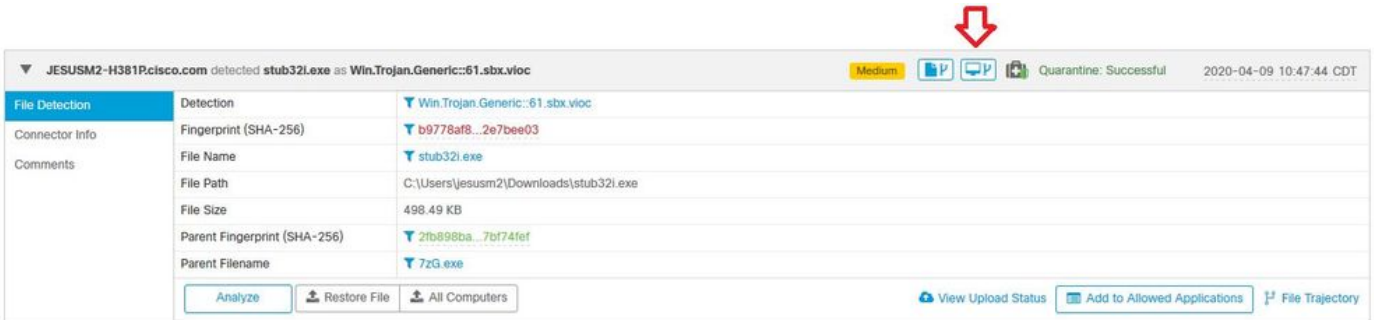 JESUSM2-H381P.cisco.com detected stub32i.exe as Win.Trojan.Generic::61.sbx.vioc Medium Quarantine: Successful 2020-04-09 10:47:44 CDT
File Detection
Connector Info
Comments
Detection Win.Trojan.Generic::61.sbx.vioc
Fingerprint (SHA-256) b9778af8...2e7bee03
File Name stub32i.exe
File Path C:\Users\jesusm2\Downloads\stub32i.exe
File Size 498.49 KB
Parent Fingerprint (SHA-256) 2fb898ba...7bf74fef
Parent Filename 7zG.exe
Analyze Restore File All Computers View Upload Status Add to Allowed Applications File Trajectory